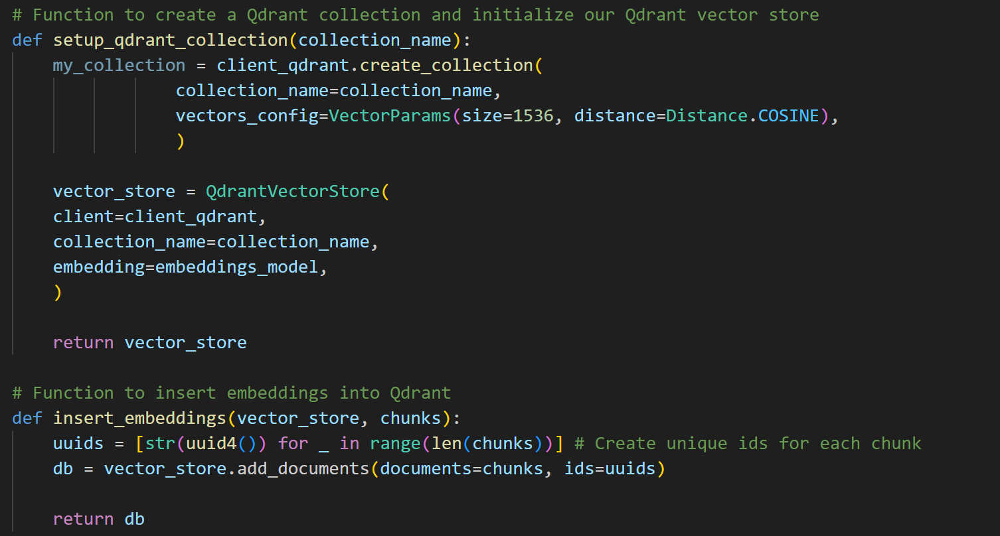 # Function to create a Qdrant collection and initialize our Qdrant vector store
def setup_qdrant_collection(collection_name):
    my_collection = client_qdrant.create_collection(
                collection_name=collection_name,
                vectors_config=VectorParams(size=1536, distance=Distance.COSINE),
                )

    vector_store = QdrantVectorStore(
    client=client_qdrant,
    collection_name=collection_name,
    embedding=embeddings_model,
    )

    return vector_store

# Function to insert embeddings into Qdrant
def insert_embeddings(vector_store, chunks):
    uuids = [str(uuid4()) for _ in range(len(chunks))] # Create unique ids for each chunk
    db = vector_store.add_documents(documents=chunks, ids=uuids)

    return db